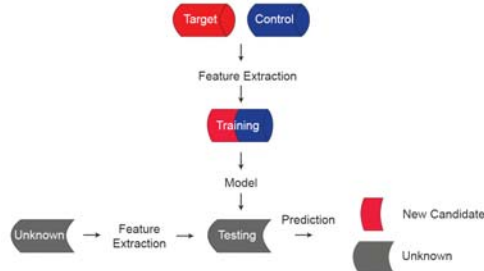 Target
Control
Feature Extraction
Training
Model
Unknown
Feature
Extraction
Testing
Prediction
New Candidate
Unknown